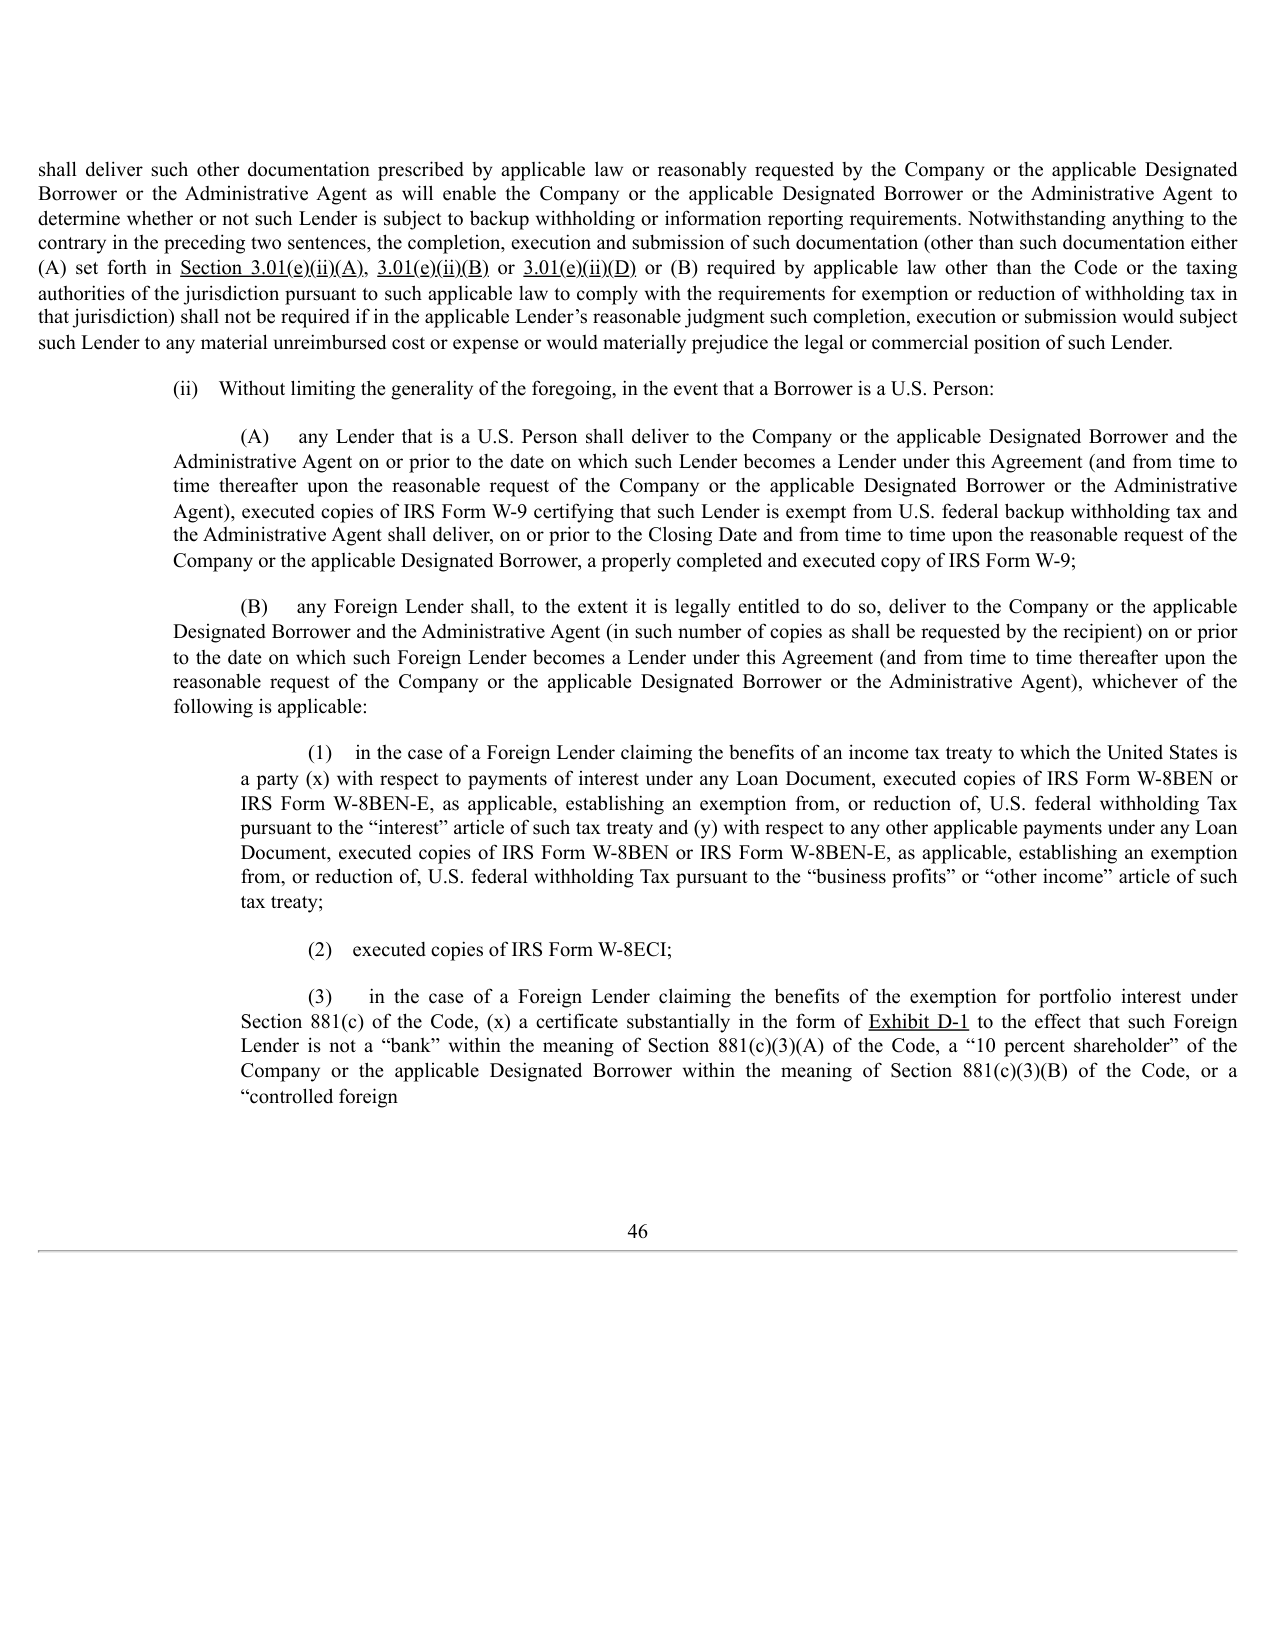 shall deliver such other documentation prescribed by applicable law or reasonably requested by the Company or the applicable Designated
Borrower or the Administrative Agent as will enable the Company or the applicable Designated Borrower or the Administrative Agent to
determine whether or not such Lender is subject to backup withholding or information reporting requirements. Notwithstanding anything to the
contrary in the preceding two sentences, the completion, execution and submission of such documentation (other than such documentation either
(A) set forth in Section 3.01(e)(ii)(A), 3.01(e)(ii)(B) or 3.01(e)(ii)(D) or (B) required by applicable law other than the Code or the taxing
authorities of the jurisdiction pursuant to such applicable law to comply with the requirements for exemption or reduction of withholding tax in
that jurisdiction) shall not be required if in the applicable Lender’s reasonable judgment such completion, execution or submission would subject
such Lender to any material unreimbursed cost or expense or would materially prejudice the legal or commercial position of such Lender.
(ii) Without limiting the generality of the foregoing, in the event that a Borrower is a U.S. Person:
(A) any Lender that is a U.S. Person shall deliver to the Company or the applicable Designated Borrower and the
Administrative Agent on or prior to the date on which such Lender becomes a Lender under this Agreement (and from time to
time thereafter upon the reasonable request of the Company or the applicable Designated Borrower or the Administrative
Agent), executed copies of IRS Form W-9 certifying that such Lender is exempt from U.S. federal backup withholding tax and
the Administrative Agent shall deliver, on or prior to the Closing Date and from time to time upon the reasonable request of the
Company or the applicable Designated Borrower, a properly completed and executed copy of IRS Form W-9;
(B) any Foreign Lender shall, to the extent it is legally entitled to do so, deliver to the Company or the applicable
Designated Borrower and the Administrative Agent (in such number of copies as shall be requested by the recipient) on or prior
to the date on which such Foreign Lender becomes a Lender under this Agreement (and from time to time thereafter upon the
reasonable request of the Company or the applicable Designated Borrower or the Administrative Agent), whichever of the
following is applicable:
(1) in the case of a Foreign Lender claiming the benefits of an income tax treaty to which the United States is
a party (x) with respect to payments of interest under any Loan Document, executed copies of IRS Form W-8BEN or
IRS Form W-8BEN-E, as applicable, establishing an exemption from, or reduction of, U.S. federal withholding Tax
pursuant to the “interest” article of such tax treaty and (y) with respect to any other applicable payments under any Loan
Document, executed copies of IRS Form W-8BEN or IRS Form W-8BEN-E, as applicable, establishing an exemption
from, or reduction of, U.S. federal withholding Tax pursuant to the “business profits” or “other income” article of such
tax treaty;
(2) executed copies of IRS Form W-8ECI;
(3) in the case of a Foreign Lender claiming the benefits of the exemption for portfolio interest under
Section 881(c) of the Code, (x) a certificate substantially in the form of Exhibit D-1 to the effect that such Foreign
Lender is not a “bank” within the meaning of Section 881(c)(3)(A) of the Code, a “10 percent shareholder” of the
Company or the applicable Designated Borrower within the meaning of Section 881(c)(3)(B) of the Code, or a
“controlled foreign
46